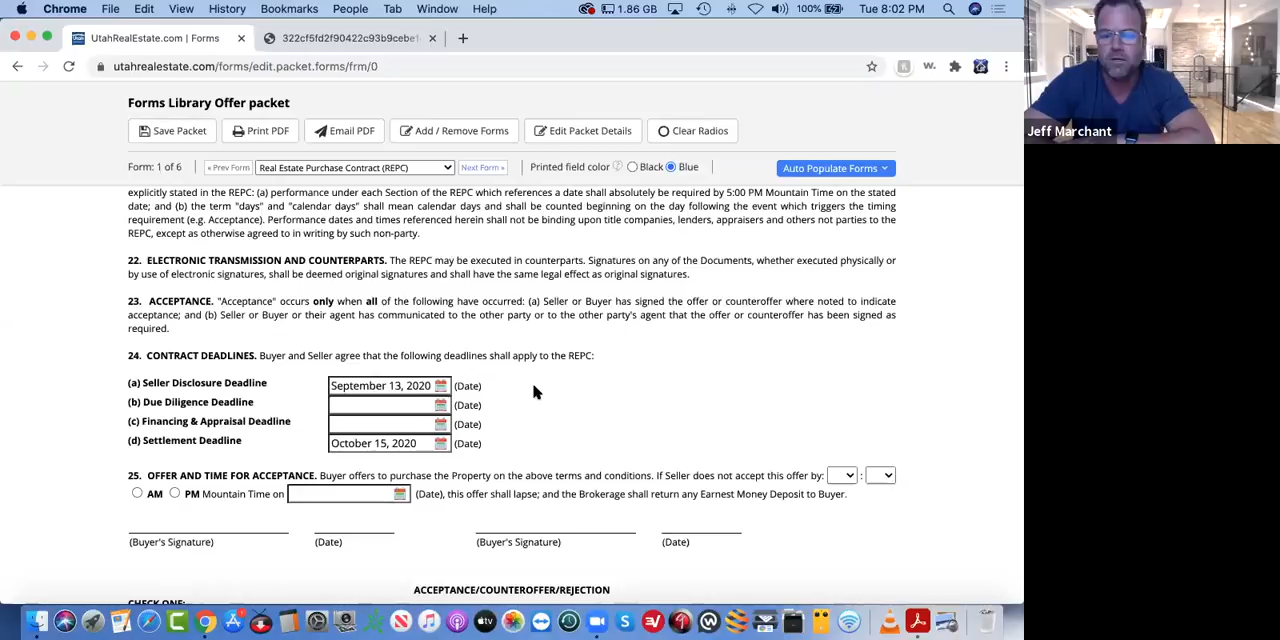 Chrome File Edit View History Bookmarks People Tab Window Help 1.86 GB 100% Tue 8:02 PM
UtahRealEstate.com | Forms 322cf5fd2f90422c93b9cebe1
utahrealestate.com/forms/edit.packet.forms/frm/0
Forms Library Offer packet
Save Packet Print PDF Email PDF Add / Remove Forms Edit Packet Details Clear Radios
Form: 1 of 6 « Prev Form Real Estate Purchase Contract (REPC) Next Form » Printed field color Black Blue Auto Populate Forms
explicitly stated in the REPC: (a) performance under each Section of the REPC which references a date shall absolutely be required by 5:00 PM Mountain Time on the stated
date; and (b) the term "days" and "calendar days" shall mean calendar days and shall be counted beginning on the day following the event which triggers the timing
requirement (e.g. Acceptance). Performance dates and times referenced herein shall not be binding upon title companies, lenders, appraisers and others not parties to the
REPC, except as otherwise agreed to in writing by such non-party.
22. ELECTRONIC TRANSMISSION AND COUNTERPARTS. The REPC may be executed in counterparts. Signatures on any of the Documents, whether executed physically or
by use of electronic signatures, shall be deemed original signatures and shall have the same legal effect as original signatures.
23. ACCEPTANCE. "Acceptance" occurs only when all of the following have occurred: (a) Seller or Buyer has signed the offer or counteroffer where noted to indicate
acceptance; and (b) Seller or Buyer or their agent has communicated to the other party or to the other party's agent that the offer or counteroffer has been signed as
required.
24. CONTRACT DEADLINES. Buyer and Seller agree that the following deadlines shall apply to the REPC:
(a) Seller Disclosure Deadline September 13, 2020 (Date)
(b) Due Diligence Deadline (Date)
(c) Financing & Appraisal Deadline (Date)
(d) Settlement Deadline October 15, 2020 (Date)
25. OFFER AND TIME FOR ACCEPTANCE. Buyer offers to purchase the Property on the above terms and conditions. If Seller does not accept this offer by: :
AM PM Mountain Time on (Date), this offer shall lapse; and the Brokerage shall return any Earnest Money Deposit to Buyer.
(Buyer's Signature) (Date) (Buyer's Signature) (Date)
ACCEPTANCE/COUNTEROFFER/REJECTION
CHECK ONE:
Jeff Marchant